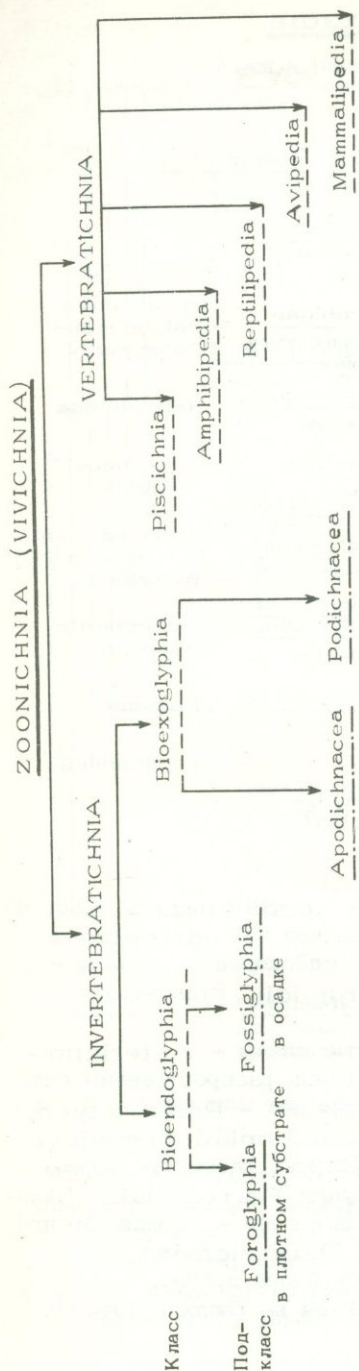 ZOONICHNIA (VIVICHNIA)
INVERTEBRATICHNIA
VERTEBRATICHNIA
Класс
Bioendoglyphia
Bioexoglyphia
Piscichnia
Amphibipedia
Reptilipedia
Avipedia
Mammalipedia
Под-
класс
Foroglyphia
Fossiglyphia
Apodichnacea
Podichnacea
в плотном субстрате
в осадке